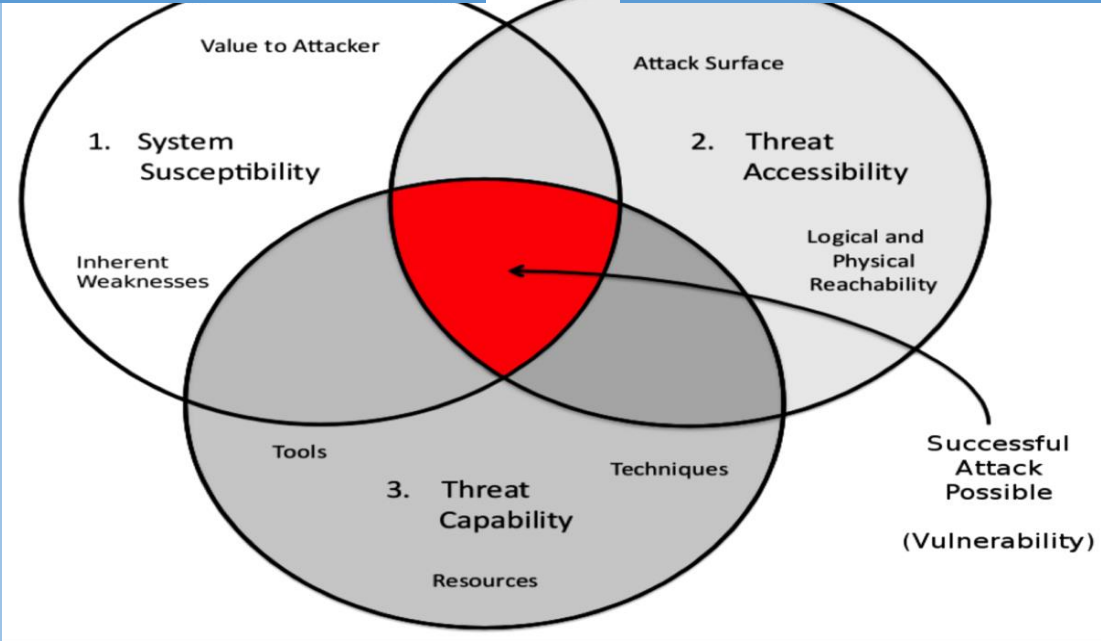 Value to Attacker
Attack Surface
1. System
Susceptibility
2. Threat
Accessibility
Inherent
Weaknesses
Logical and
Physical
Reachability
Tools
Techniques
3. Threat
Capability
Resources
Successful
Attack
Possible
(Vulnerability)